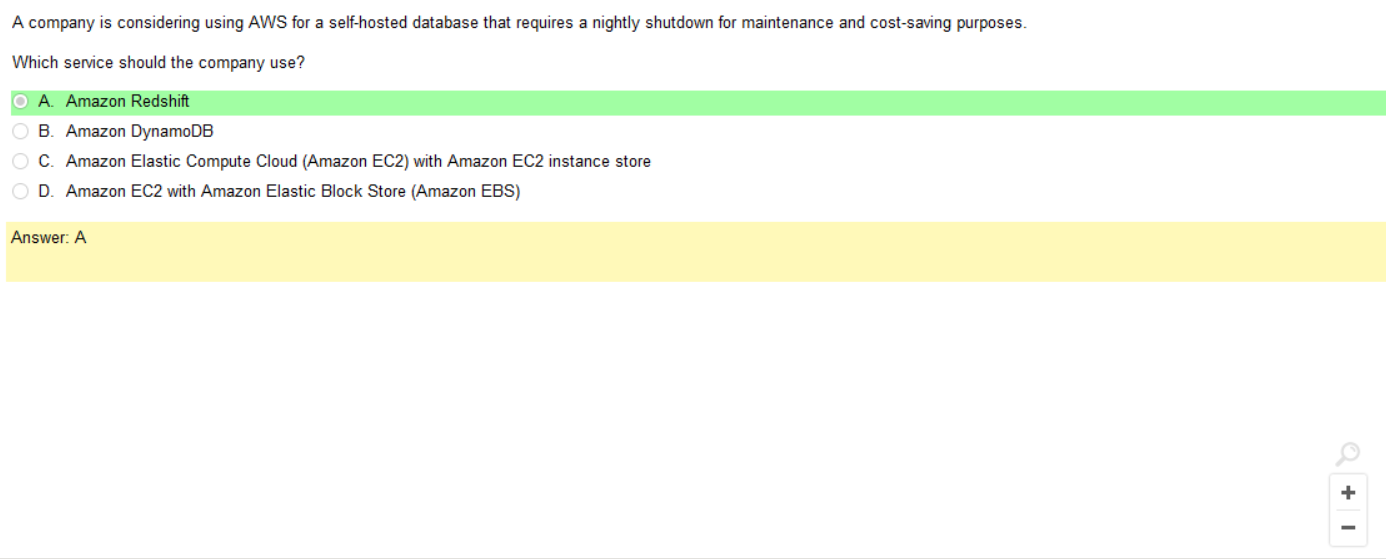 A company is considering using AWS for a self-hosted database that requires a nightly shutdown for maintenance and cost-saving purposes.
Which service should the company use?
A. Amazon Redshift
B. Amazon DynamoDB
C. Amazon Elastic Compute Cloud (Amazon EC2) with Amazon EC2 instance store
D. Amazon EC2 with Amazon Elastic Block Store (Amazon EBS)
Answer: A